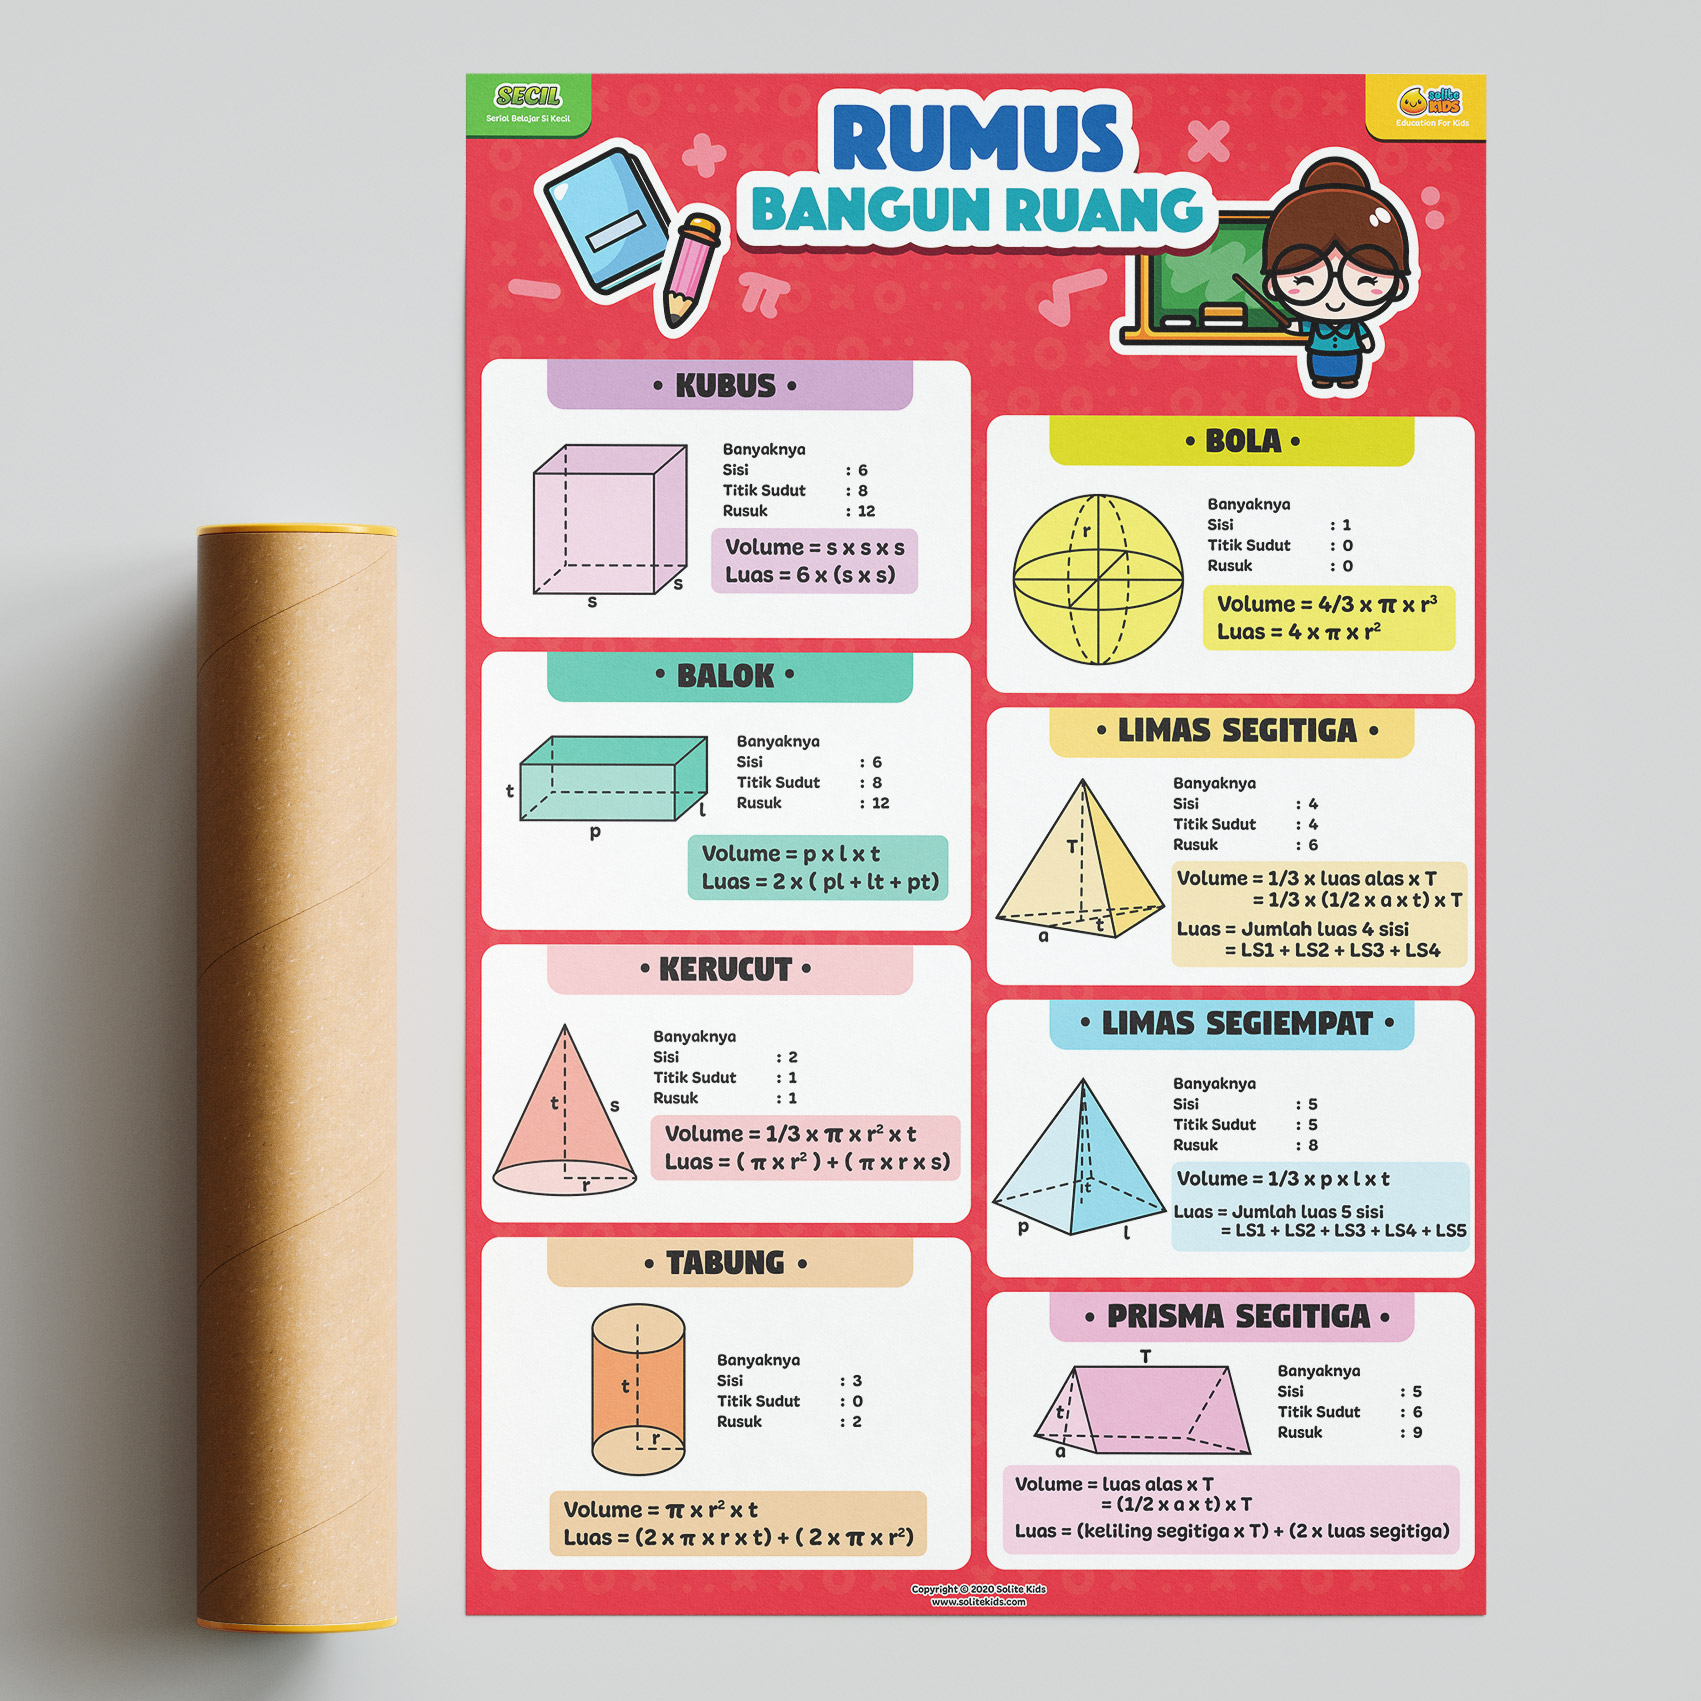 SECIL
Serial Belajar Si Kecil
solite
KIDS
Education For Kids
RUMUS
BANGUN RUANG
• KUBUS •
Banyaknya
Sisi : 6
Titik Sudut : 8
Rusuk : 12
Volume = s x s x s
Luas = 6 x (s x s)
s
s
• BALOK •
Banyaknya
Sisi : 6
Titik Sudut : 8
Rusuk : 12
t
l
p
Volume = p x l x t
Luas = 2 x ( pl + lt + pt)
• KERUCUT •
Banyaknya
Sisi : 2
Titik Sudut : 1
Rusuk : 1
t
s
r
Volume = 1/3 x π x r² x t
Luas = ( π x r² ) + ( π x r x s)
• TABUNG •
Banyaknya
Sisi : 3
Titik Sudut : 0
Rusuk : 2
t
r
Volume = π x r² x t
Luas = (2 x π x r x t) + ( 2 x π x r²)
• BOLA •
r
Banyaknya
Sisi : 1
Titik Sudut : 0
Rusuk : 0
Volume = 4/3 x π x r³
Luas = 4 x π x r²
• LIMAS SEGITIGA •
Banyaknya
Sisi : 4
Titik Sudut : 4
Rusuk : 6
T
a
t
Volume = 1/3 x luas alas x T
= 1/3 x (1/2 x a x t) x T
Luas = Jumlah luas 4 sisi
= LS1 + LS2 + LS3 + LS4
• LIMAS SEGIEMPAT •
Banyaknya
Sisi : 5
Titik Sudut : 5
Rusuk : 8
t
p
l
Volume = 1/3 x p x l x t
Luas = Jumlah luas 5 sisi
= LS1 + LS2 + LS3 + LS4 + LS5
• PRISMA SEGITIGA •
T
t
a
Banyaknya
Sisi : 5
Titik Sudut : 6
Rusuk : 9
Volume = luas alas x T
= (1/2 x a x t) x T
Luas = (keliling segitiga x T) + (2 x luas segitiga)
Copyright © 2020 Solite Kids
www.solitekids.com